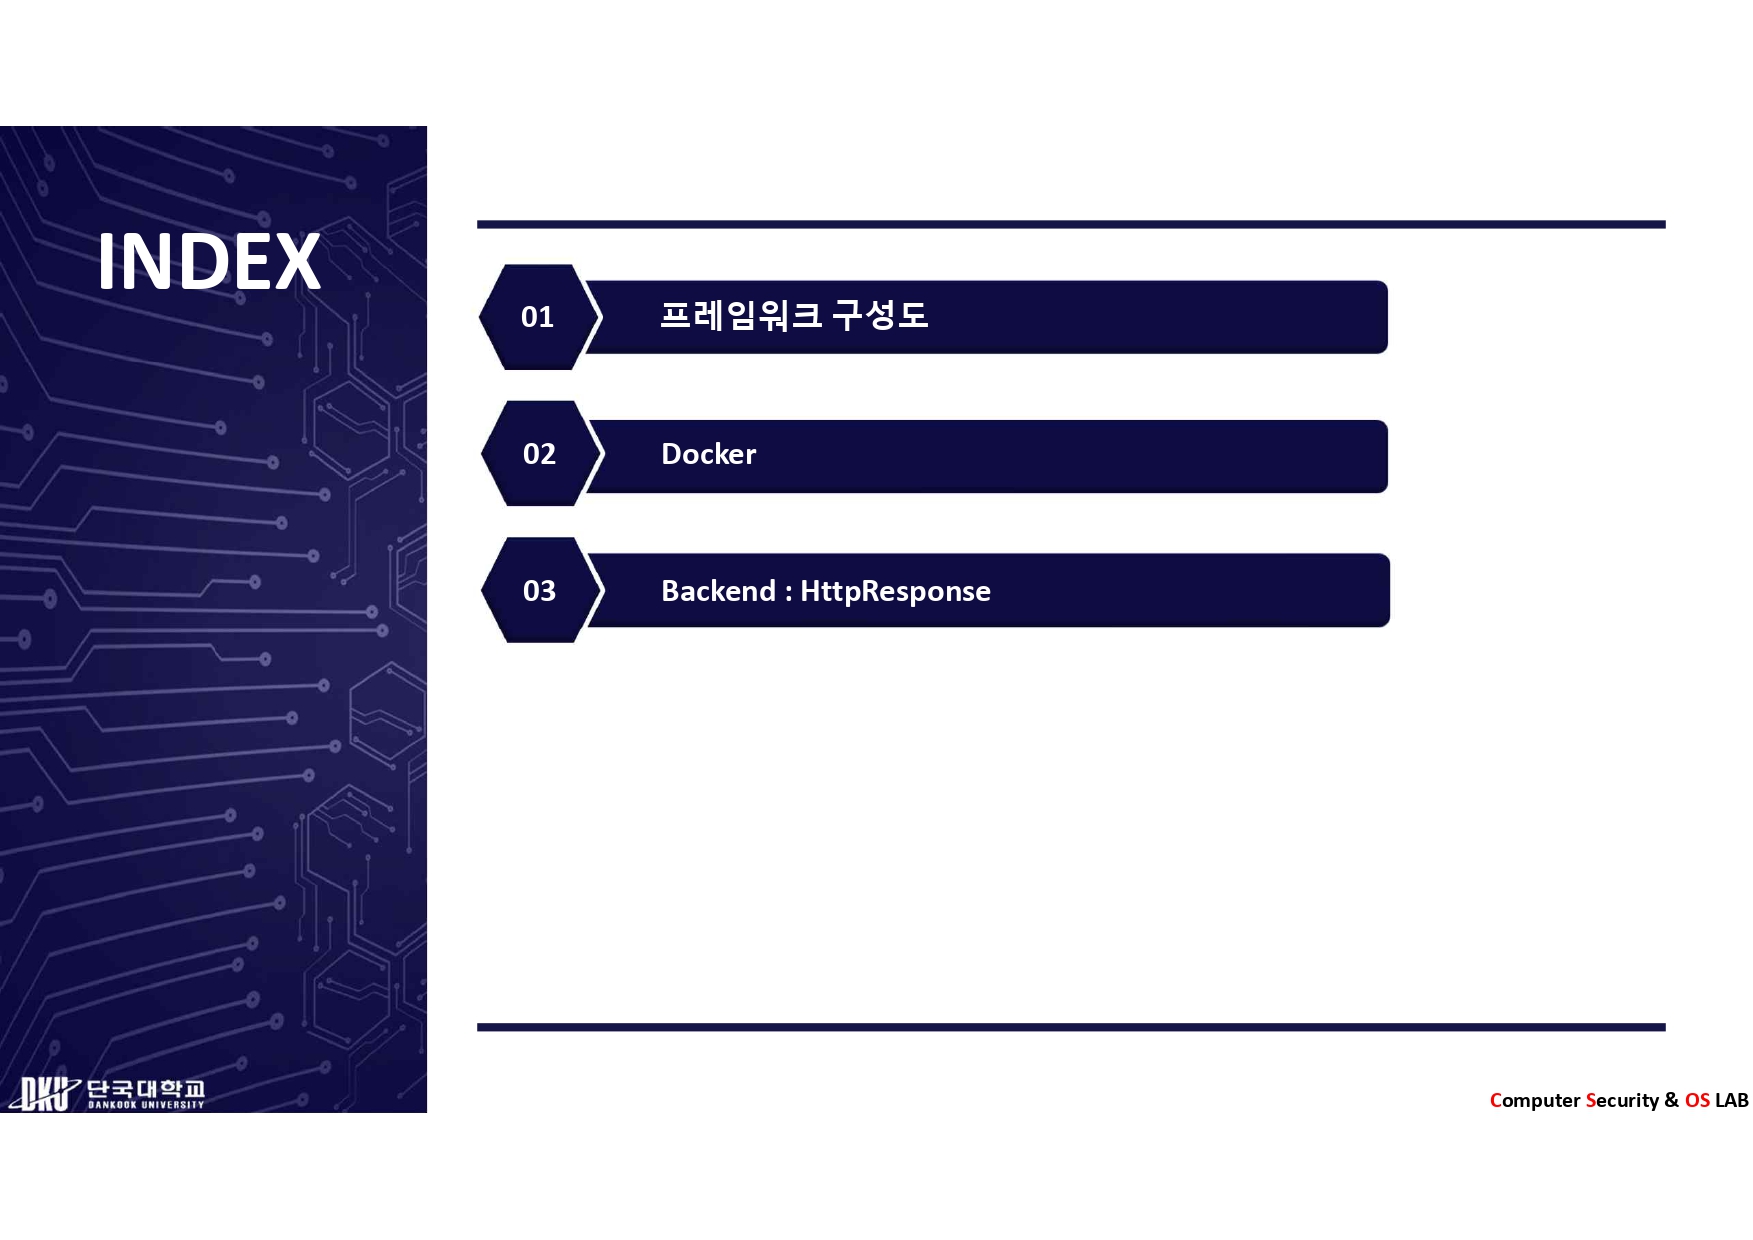 INDEX
01
프레임워크 구성도
02
Docker
03
Backend : HttpResponse
DKU 단국대학교
DANKOOK UNIVERSITY
Computer Security & OS LAB